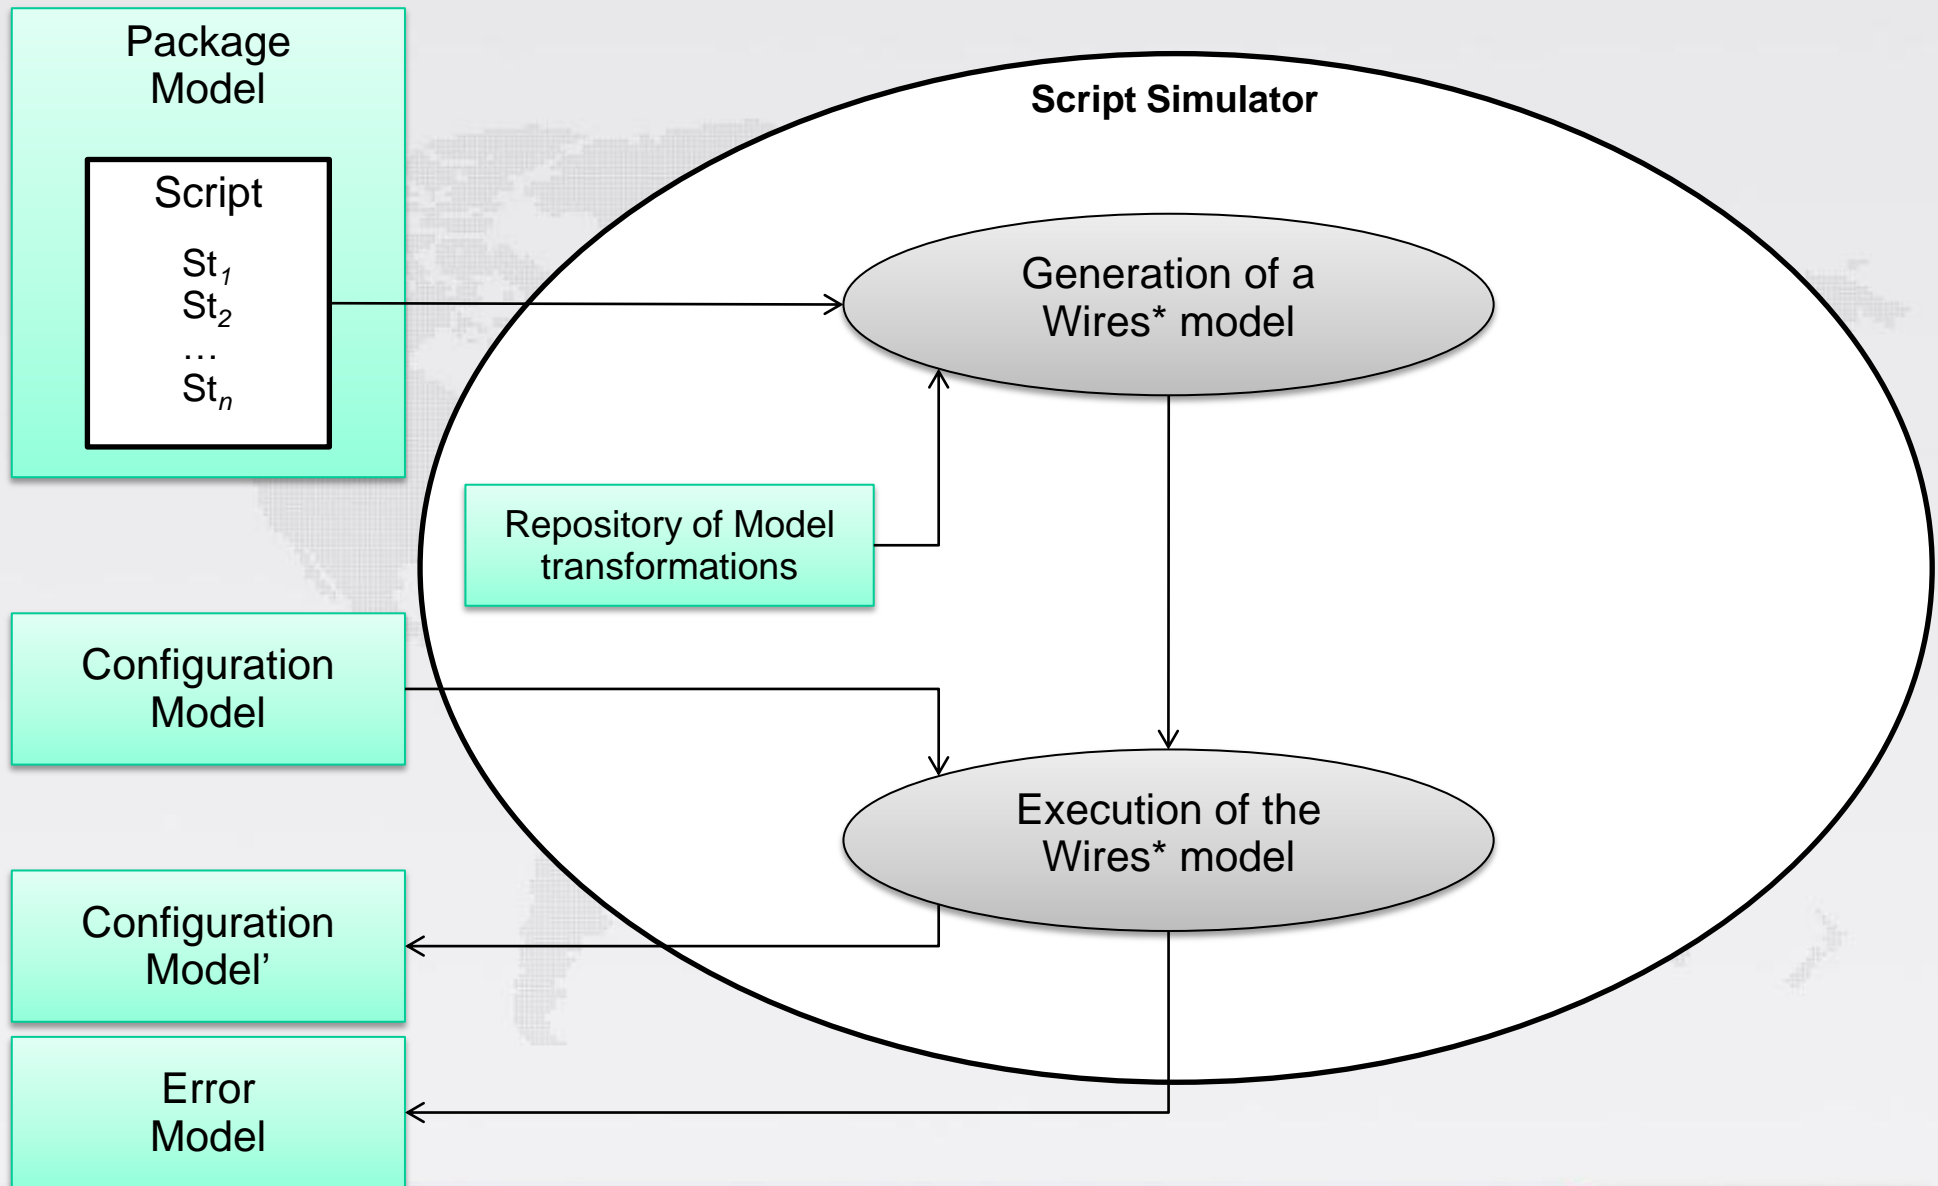 Package
Model
Script
St1
St2
…
Stn
Script Simulator
Generation of a
Wires* model
Repository of Model
transformations
Configuration
Model
Execution of the
Wires* model
Configuration
Model’
Error
Model